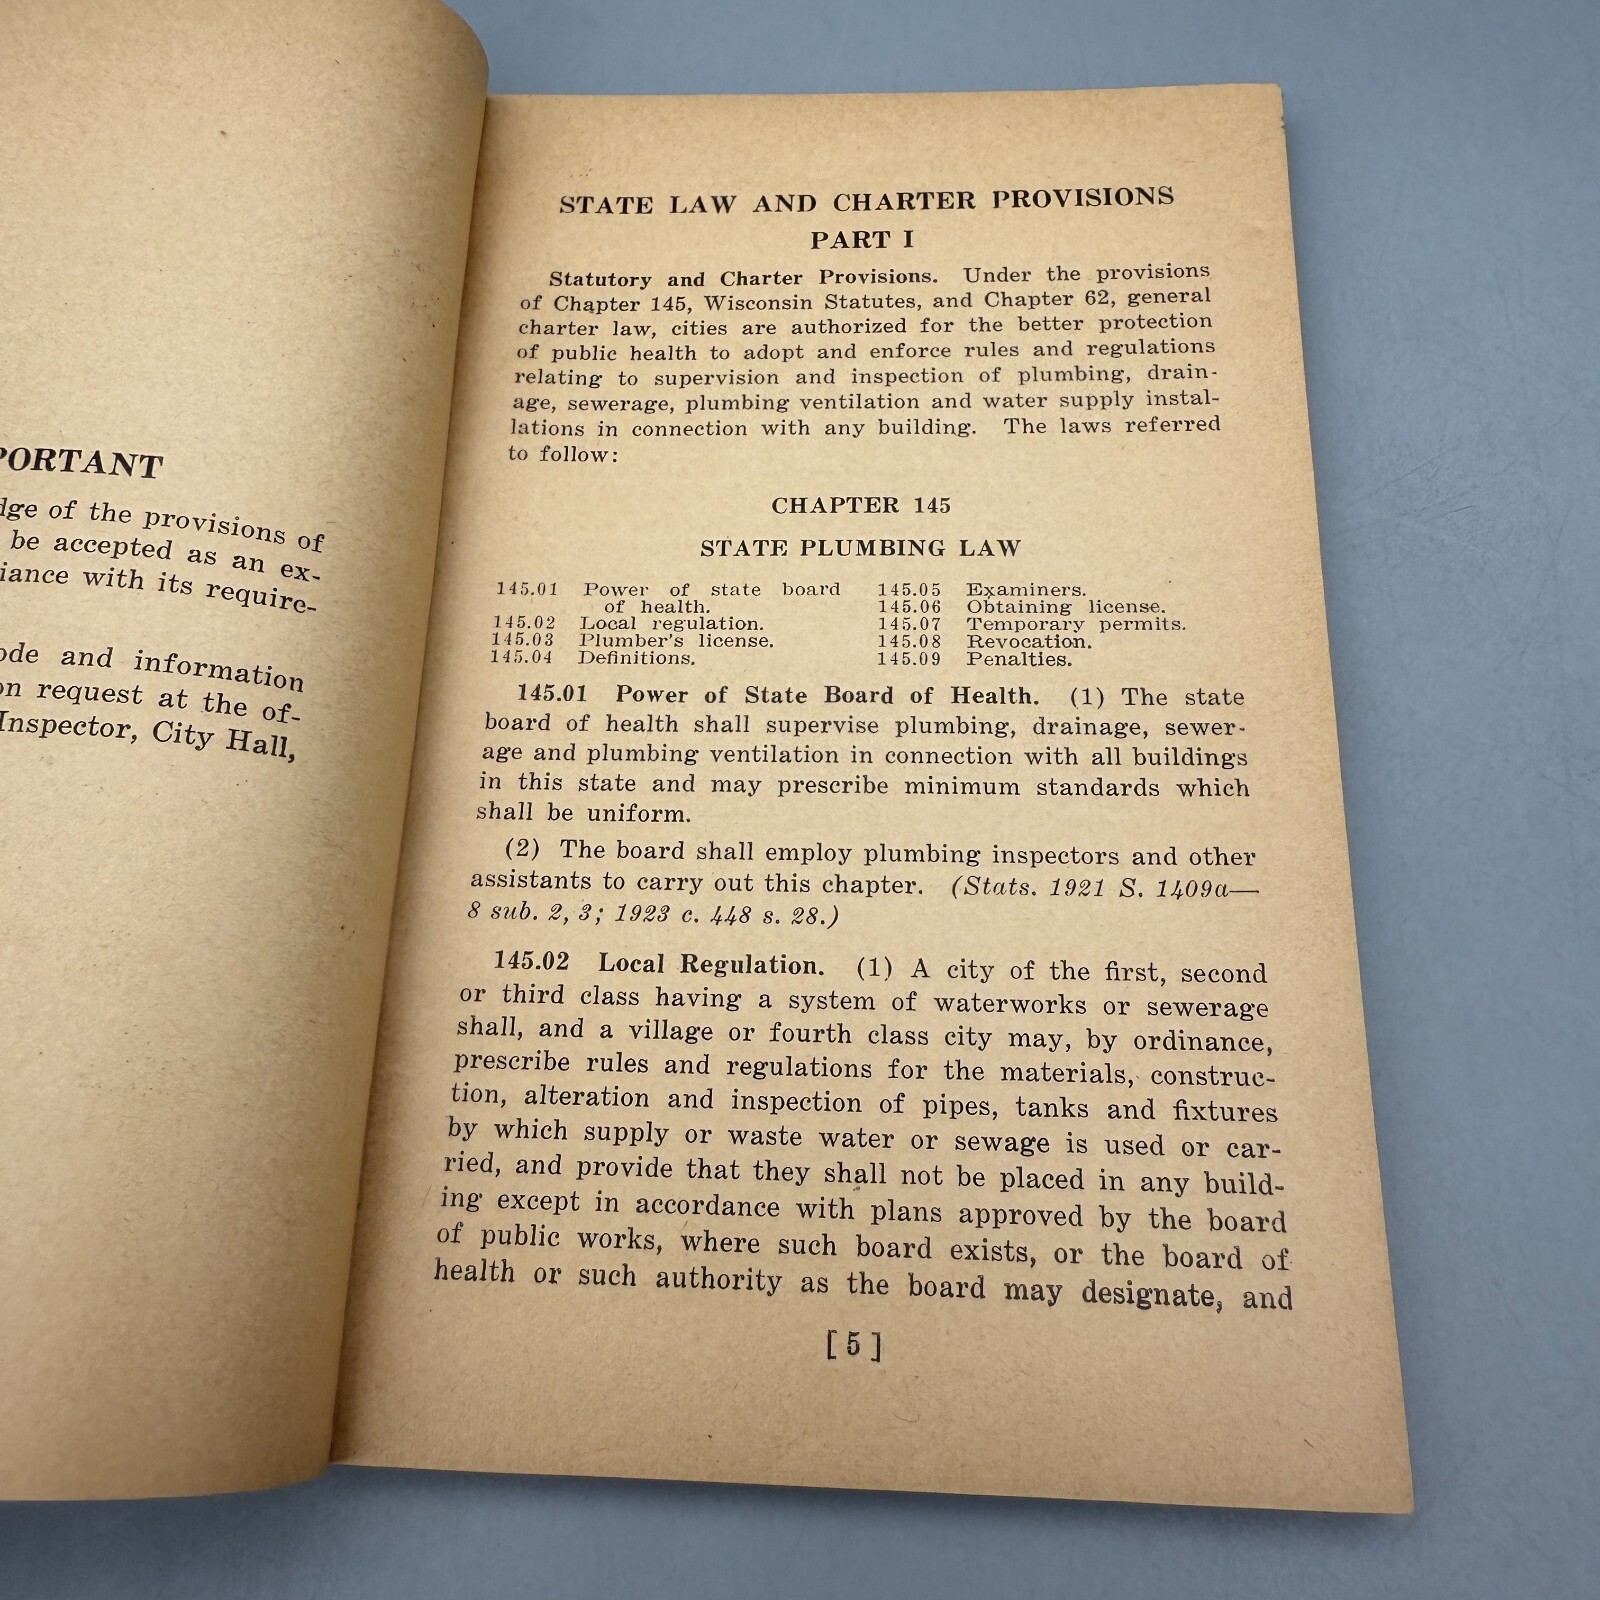 PORTANT
dge of the provisions of
be accepted as an ex-
iance with its require-
ode and information
on request at the of-
Inspector, City Hall,
STATE LAW AND CHARTER PROVISIONS
PART I
Statutory and Charter Provisions. Under the provisions
of Chapter 145, Wisconsin Statutes, and Chapter 62, general
charter law, cities are authorized for the better protection
of public health to adopt and enforce rules and regulations
relating to supervision and inspection of plumbing, drain-
age, sewerage, plumbing ventilation and water supply instal-
lations in connection with any building. The laws referred
to follow:
CHAPTER 145
STATE PLUMBING LAW
145.01 Power of state board
of health.
145.02 Local regulation.
145.03 Plumber's license.
145.04 Definitions.
145.05 Examiners.
145.06 Obtaining license.
145.07 Temporary permits.
145.08 Revocation.
145.09 Penalties.
145.01 Power of State Board of Health. (1) The state
board of health shall supervise plumbing, drainage, sewer-
age and plumbing ventilation in connection with all buildings
in this state and may prescribe minimum standards which
shall be uniform.
(2) The board shall employ plumbing inspectors and other
assistants to carry out this chapter. (Stats. 1921 S. 1409a—
8 sub. 2, 3; 1923 c. 448 s. 28.)
145.02 Local Regulation. (1) A city of the first, second
or third class having a system of waterworks or sewerage
shall, and a village or fourth class city may, by ordinance,
prescribe rules and regulations for the materials, construc-
tion, alteration and inspection of pipes, tanks and fixtures
by which supply or waste water or sewage is used or car-
ried, and provide that they shall not be placed in any build-
ing except in accordance with plans approved by the board
of public works, where such board exists, or the board of
health or such authority as the board may designate, and
[5]